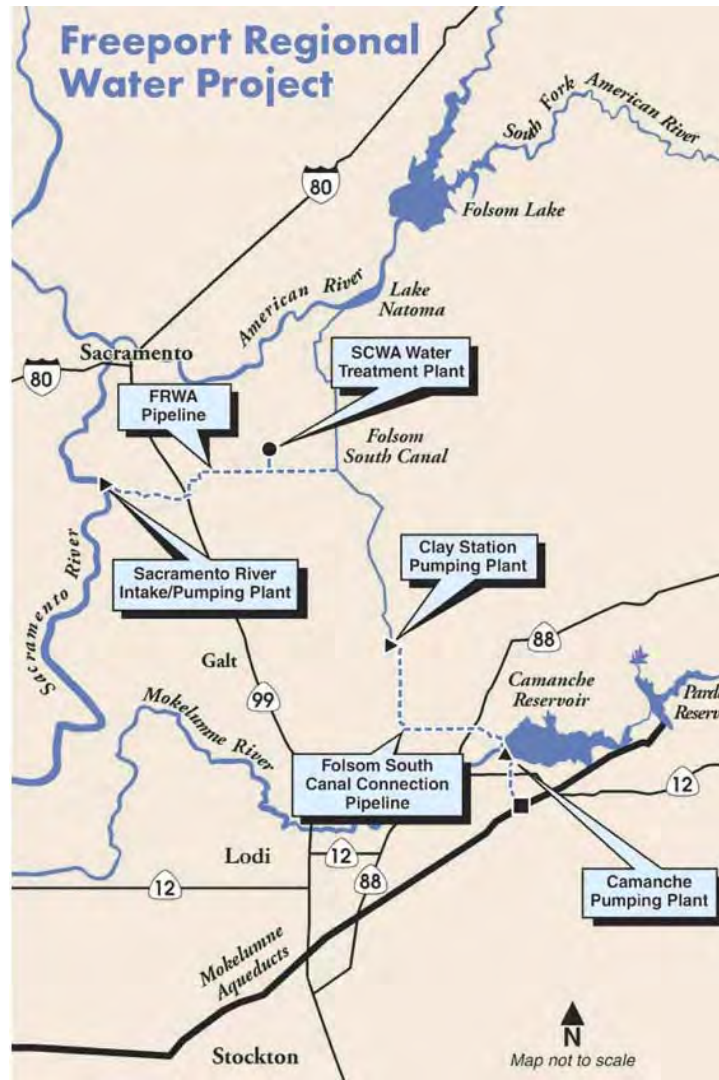 Freeport Regional
Water Project
South Fork American River
80
Folsom Lake
American River
Lake
Natoma
Sacramento
80
SCWA Water
Treatment Plant
FRWA
Pipeline
Folsom
South Canal
Sacramento River
Intake/Pumping Plant
Clay Station
Pumping Plant
Sacramento River
88
Galt
Camanche
Reservoir
99
Mokelumne River
Folsom South
Canal Connection
Pipeline
12
Lodi
12
12
88
Camanche
Pumping Plant
Mokelumne
Aqueducts
N
Stockton
Map not to scale